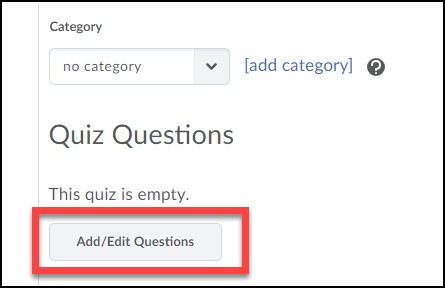 Category
no category [add category] ?
Quiz Questions
This quiz is empty.
Add/Edit Questions